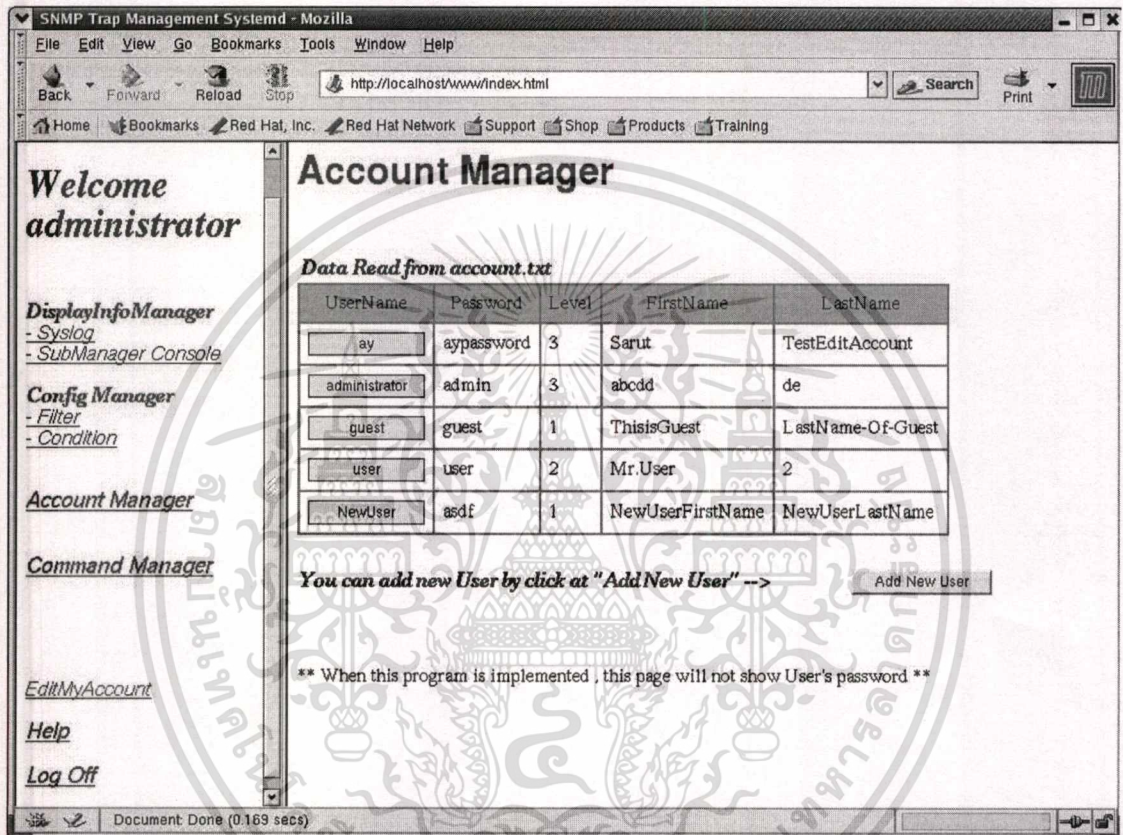 SNMP Trap Management Systemd - Mozilla
File Edit View Go Bookmarks Tools Window Help
Back Forward Reload Stop http://localhost/www/index.html Search Print
Home Bookmarks Red Hat, Inc. Red Hat Network Support Shop Products Training
Welcome
administrator
DisplayInfoManager
- Syslog
- SubManager Console
Config Manager
- Filter
- Condition
Account Manager
Command Manager
EditMyAccount
Help
Log Off
Account Manager
Data Read from account.txt
UserName Password Level FirstName LastName
ay aypassword 3 Sarut TestEditAccount
administrator admin 3 abcdd de
guest guest 1 ThisisGuest LastName-Of-Guest
user user 2 Mr.User 2
NewUser asdf 1 NewUserFirstName NewUserLastName
You can add new User by click at "Add New User" --> Add New User
** When this program is implemented , this page will not show User's password **
Document: Done (0.169 secs)